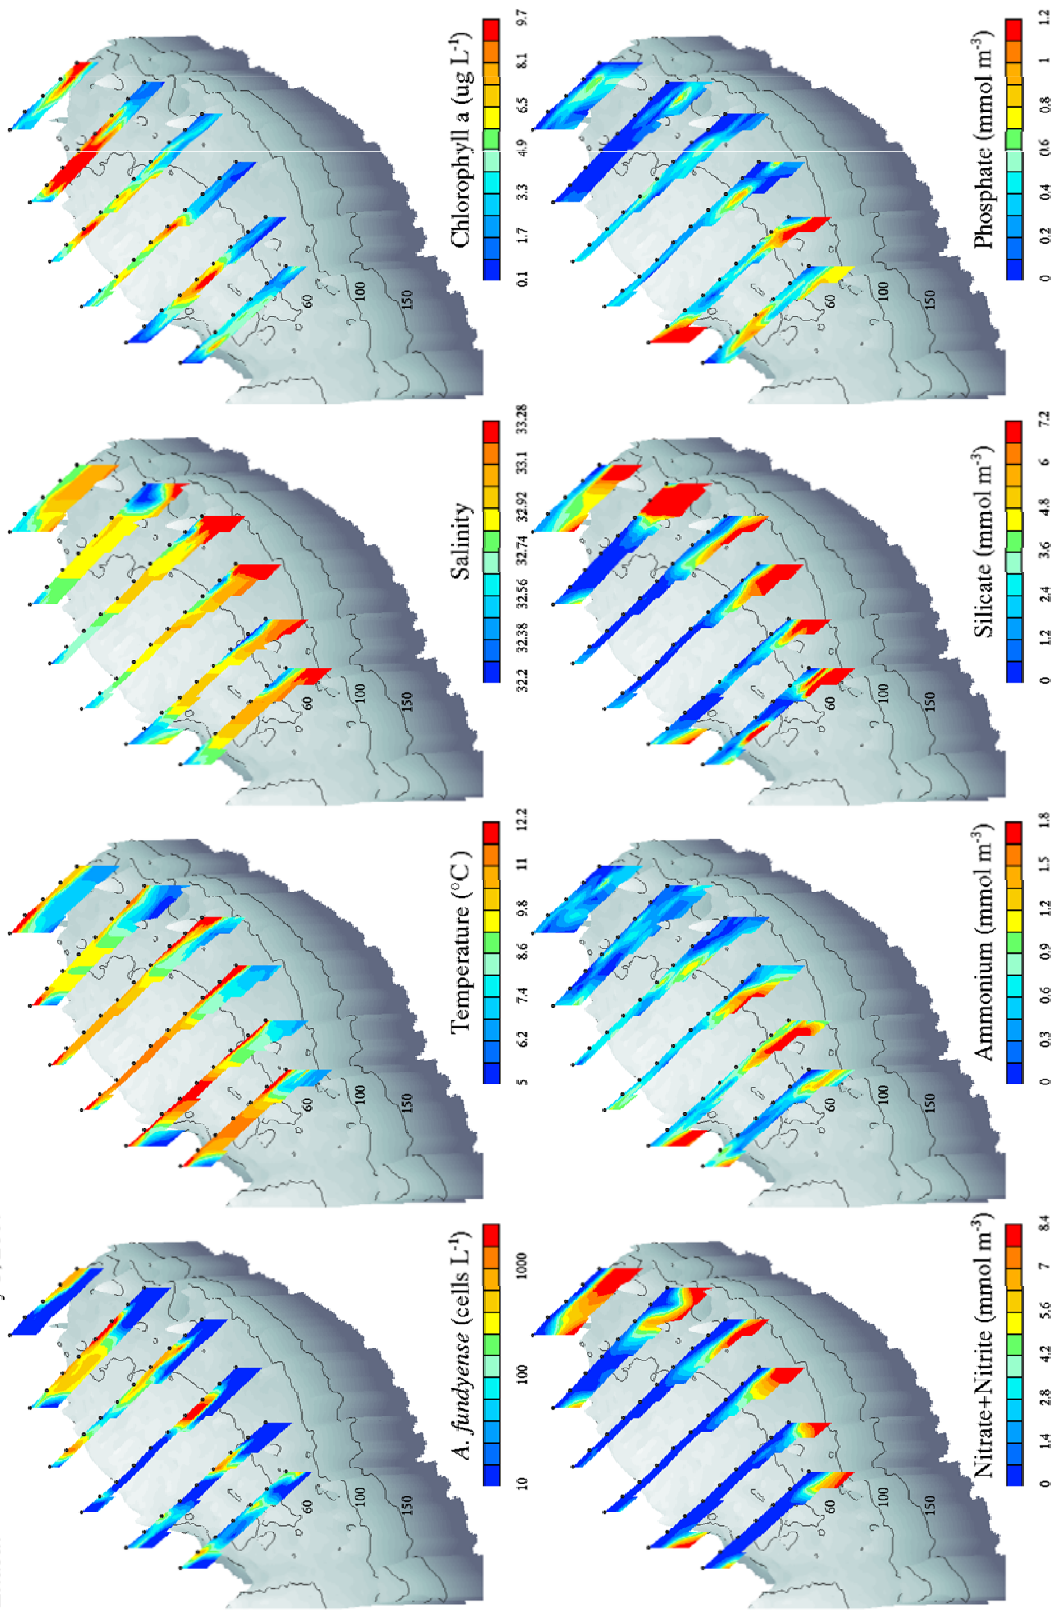 A. fundyense (cells L⁻¹)
10 100 1000
60
100
150
Temperature (°C)
5 6.2 7.4 8.6 9.8 11 12.2
60
100
150
Salinity
32.2 32.38 32.56 32.74 32.92 33.1 33.28
60
100
150
Chlorophyll a (ug L⁻¹)
0.1 1.7 3.3 4.9 6.5 8.1 9.7
60
100
150
Nitrate+Nitrite (mmol m⁻³)
0 1.4 2.8 4.2 5.6 7 8.4
60
100
150
Ammonium (mmol m⁻³)
0 0.3 0.6 0.9 1.2 1.5 1.8
60
100
150
Silicate (mmol m⁻³)
0 1.2 2.4 3.6 4.8 6 7.2
60
100
150
Phosphate (mmol m⁻³)
0 0.2 0.4 0.6 0.8 1 1.2
60
100
150